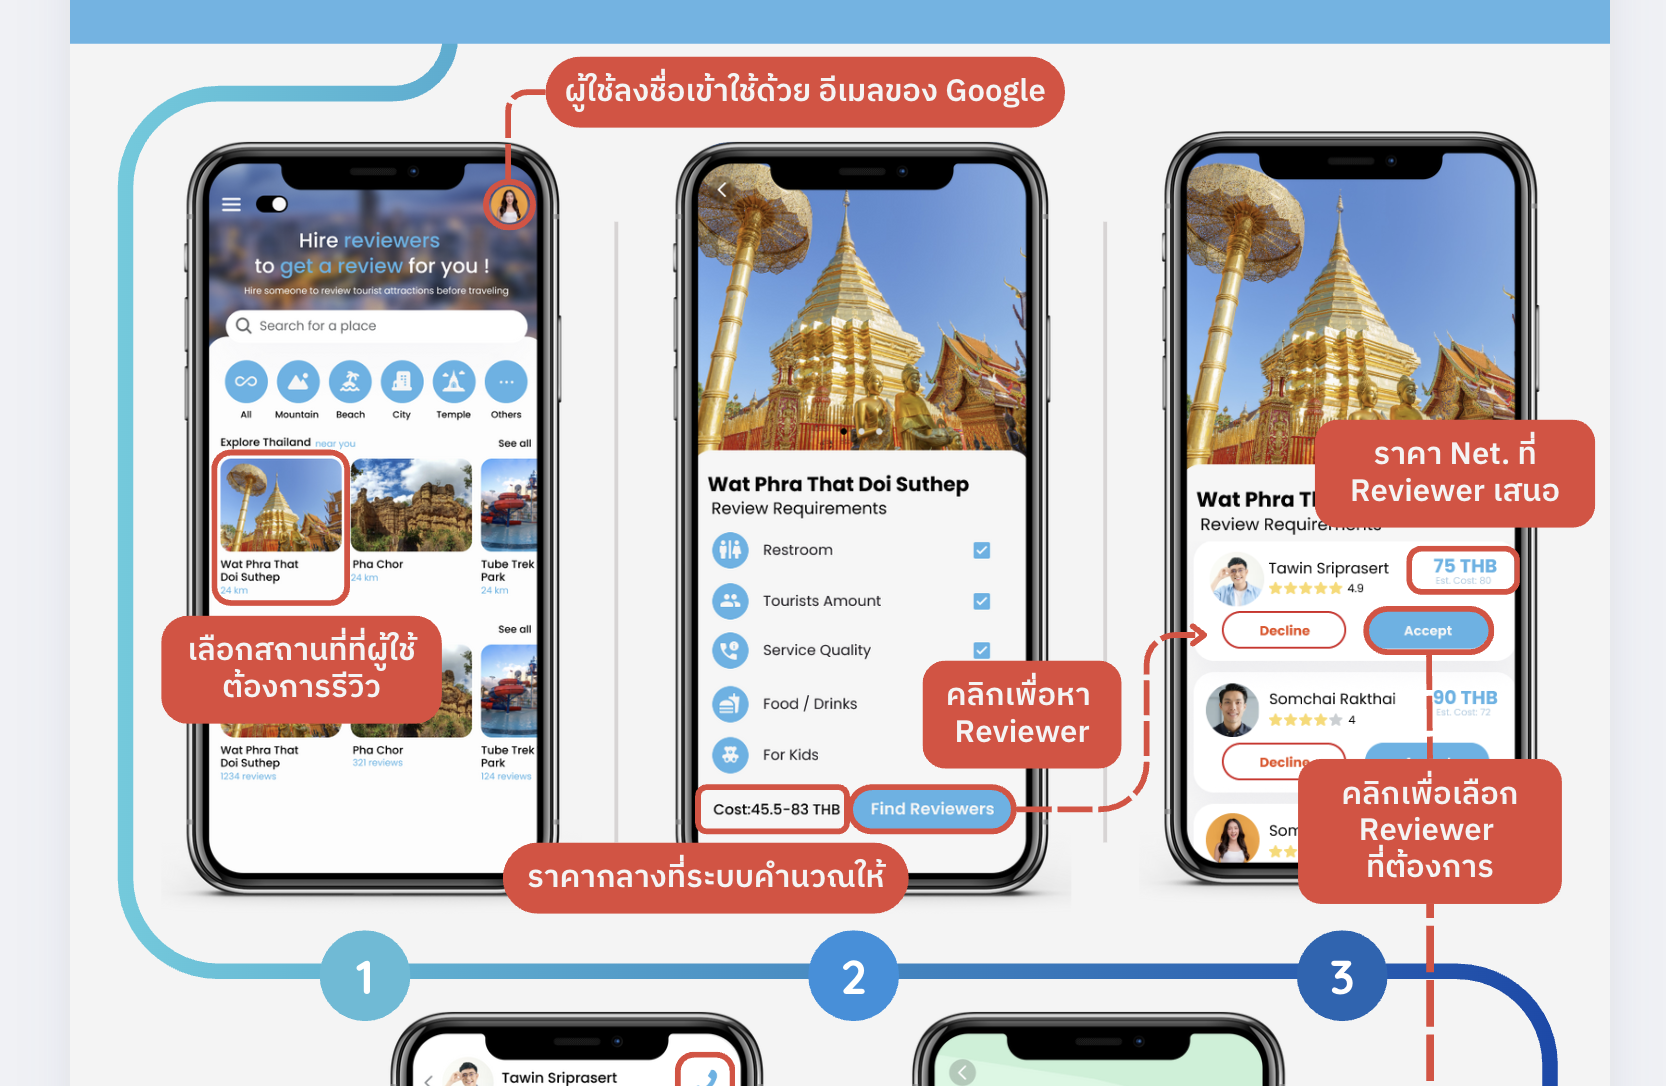 ผู้ใช้ลงชื่อเข้าใช้ด้วย อีเมลของ Google
Hire reviewers
to get a review for you !
Hire someone to review tourist attractions before traveling
Search for a place
All
Mountain
Beach
City
Temple
Others
Explore Thailand near you
See all
Wat Phra That
Doi Suthep
24 km
Pha Chor
24 km
Tube Trek
Park
24 km
เลือกสถานที่ที่ผู้ใช้
ต้องการรีวิว
See all
Wat Phra That
Doi Suthep
1234 reviews
Pha Chor
321 reviews
Tube Trek
Park
124 reviews
Wat Phra That Doi Suthep
Review Requirements
Restroom
Tourists Amount
Service Quality
Food / Drinks
For Kids
คลิกเพื่อหา
Reviewer
Cost:45.5-83 THB
Find Reviewers
ราคากลางที่ระบบคำนวณให้
ราคา Net. ที่
Reviewer เสนอ
Wat Phra
Review Requirements
Tawin Sriprasert
4.9
75 THB
Est. Cost: 80
Decline
Accept
Somchai Rakthai
4
90 THB
Est. Cost: 72
Decline
คลิกเพื่อเลือก
Reviewer
ที่ต้องการ
Som
1
2
3
Tawin Sriprasert